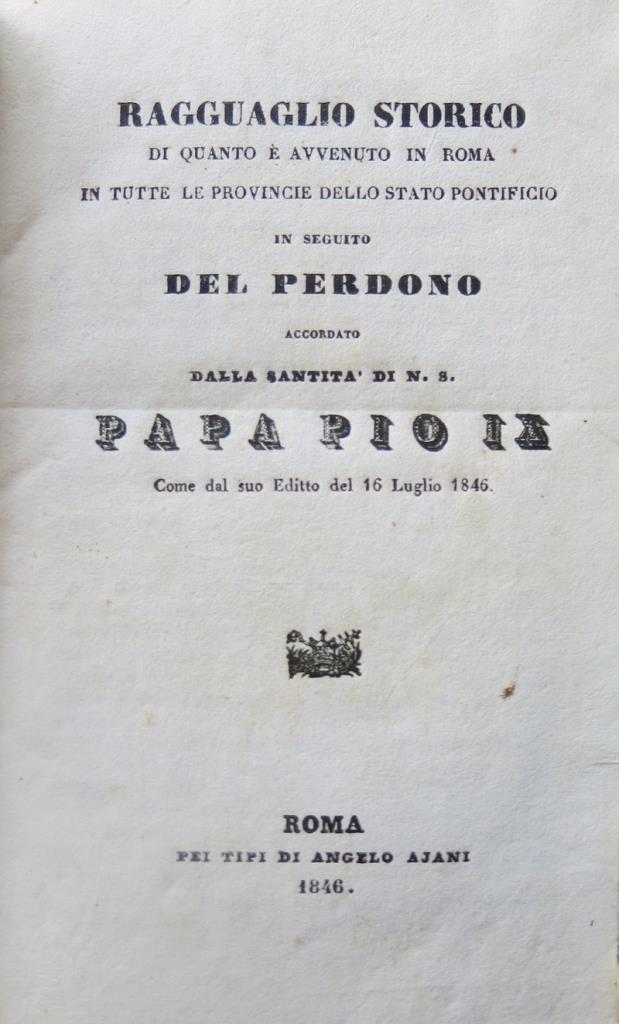 RAGGUAGLIO STORICO
DI QUANTO È AVVENUTO IN ROMA
IN TUTTE LE PROVINCIE DELLO STATO PONTIFICIO
IN SEGUITO
DEL PERDONO
ACCORDATO
DALLA SANTITA' DI N. S.
PAPA PIO IX
Come dal suo Editto del 16 Luglio 1846.
ROMA
PEI TIPI DI ANGELO AJANI
1846.